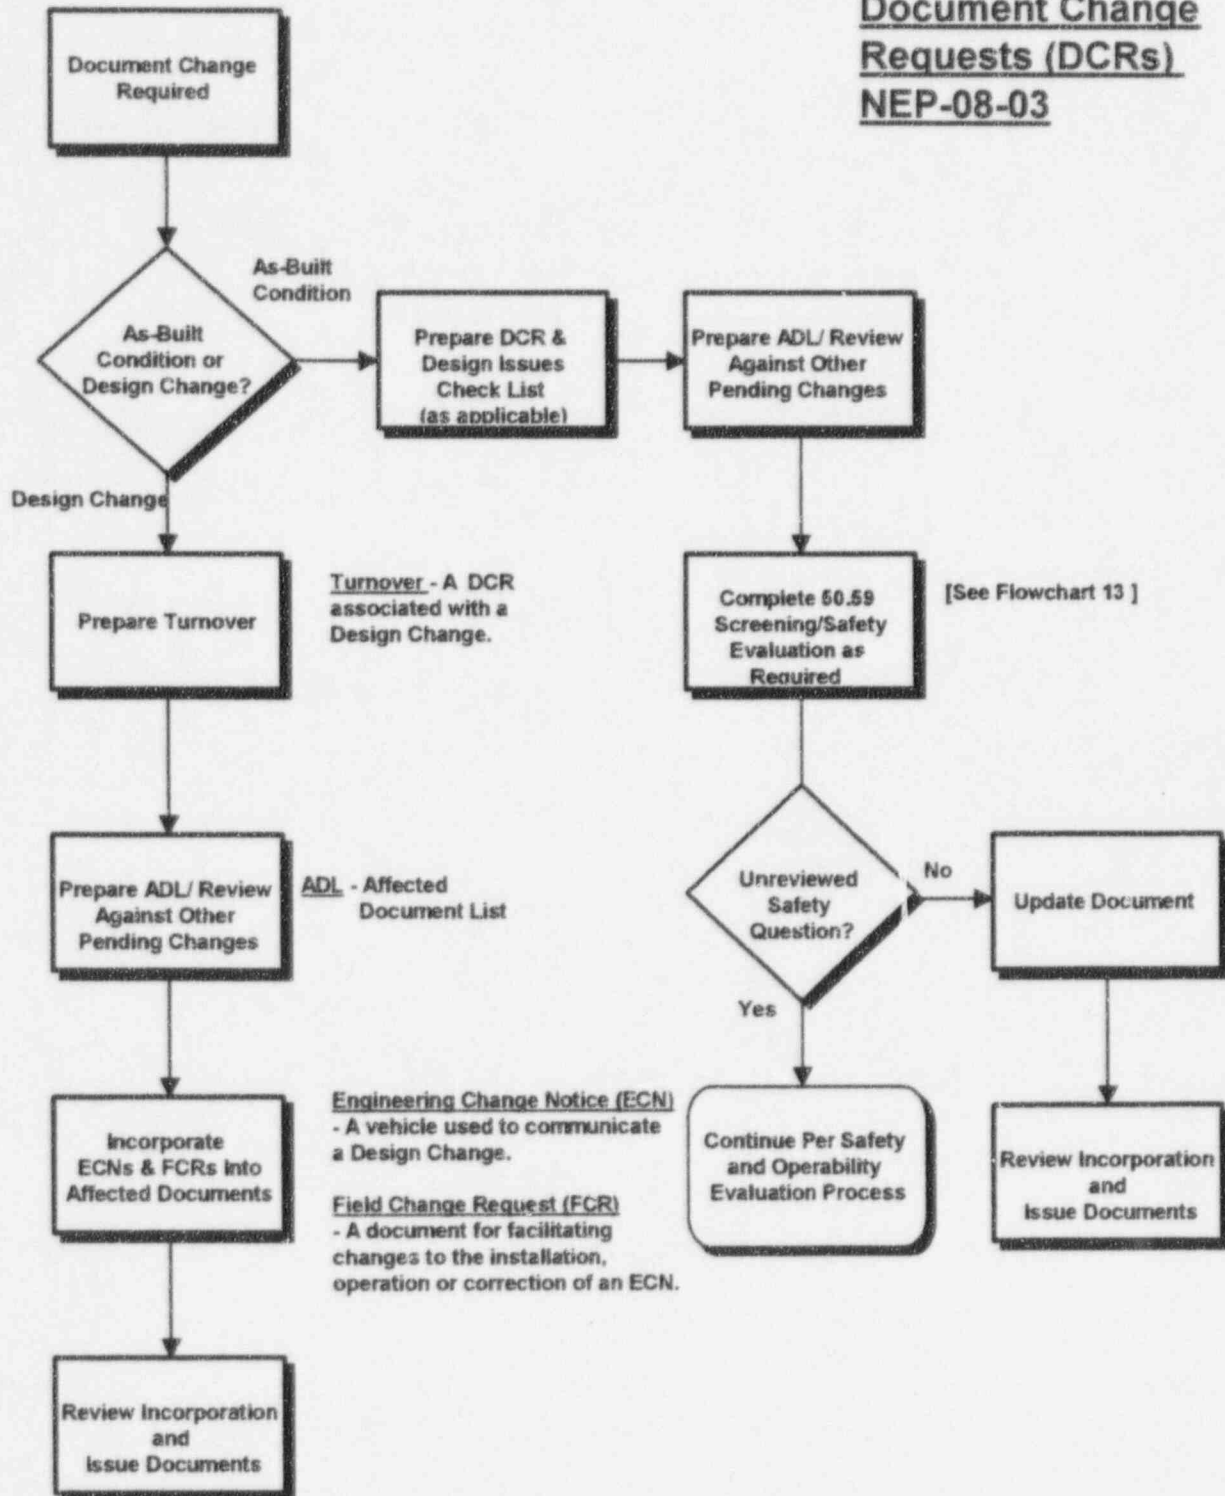 Document Change
Requests (DCRs)
NEP-08-03
Document Change
Required
As-Built
Condition or
Design Change?
As-Built
Condition
Prepare DCR &
Design Issues
Check List
(as applicable)
Prepare ADL/ Review
Against Other
Pending Changes
Design Change
Prepare Turnover
Turnover - A DCR
associated with a
Design Change.
Complete 50.59
Screening/Safety
Evaluation as
Required
[See Flowchart 13 ]
Prepare ADL/ Review
Against Other
Pending Changes
ADL - Affected
Document List
Unreviewed
Safety
Question?
No
Update Document
Yes
Incorporate
ECNs & FCRs Into
Affected Documents
Engineering Change Notice (ECN)
- A vehicle used to communicate
a Design Change.
Field Change Request (FCR)
- A document for facilitating
changes to the installation,
operation or correction of an ECN.
Continue Per Safety
and Operability
Evaluation Process
Review Incorporation
and
Issue Documents
Review Incorporation
and
Issue Documents